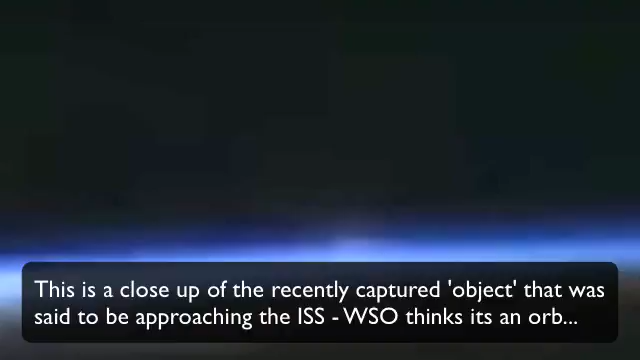 This is a close up of the recently captured 'object' that was
said to be approaching the ISS - WSO thinks its an orb...